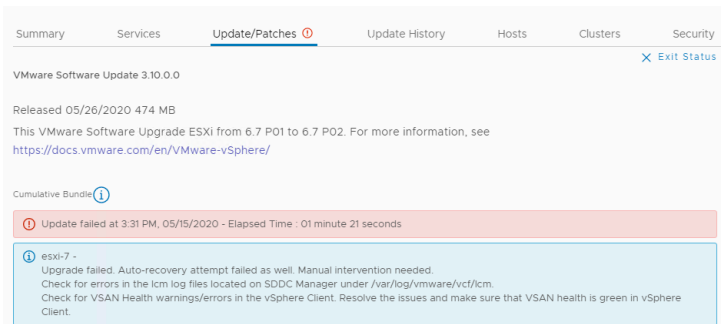 Summary Services Update/Patches Update History Hosts Clusters Security
Exit Status
VMware Software Update 3.10.0.0
Released 05/26/2020 474 MB
This VMware Software Upgrade ESXi from 6.7 P01 to 6.7 P02. For more information, see
https://docs.vmware.com/en/VMware-vSphere/
Cumulative Bundle
Update failed at 3:31 PM, 05/15/2020 - Elapsed Time : 01 minute 21 seconds
esxi-7 -
Upgrade failed. Auto-recovery attempt failed as well. Manual intervention needed.
Check for errors in the lcm log files located on SDDC Manager under /var/log/vmware/vcf/lcm.
Check for VSAN Health warnings/errors in the vSphere Client. Resolve the issues and make sure that VSAN health is green in vSphere
Client.